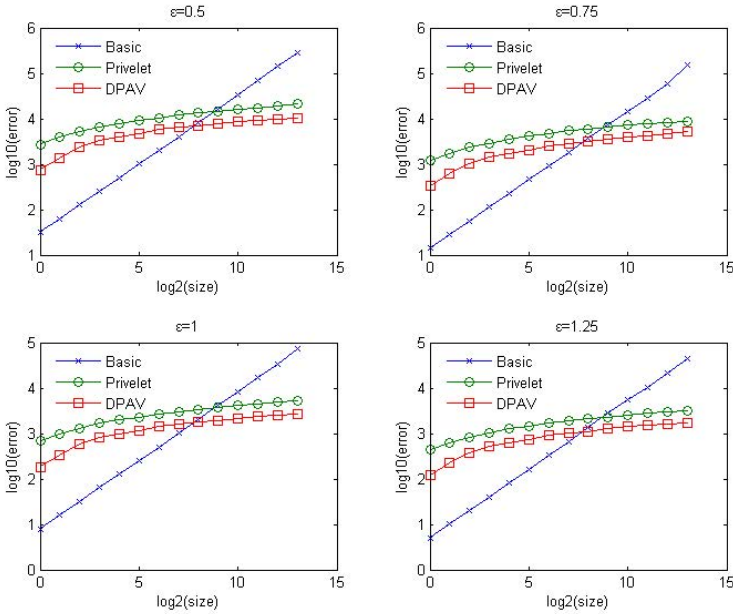 ε=0.5
6
5
4
3
2
1
0
5
10
15
log10(error)
log2(size)
Basic
Privelet
DPAV
ε=0.75
6
5
4
3
2
1
0
5
10
15
log10(error)
log2(size)
Basic
Privelet
DPAV
ε=1
5
4
3
2
1
0
0
5
10
15
log10(error)
log2(size)
Basic
Privelet
DPAV
ε=1.25
5
4
3
2
1
0
0
5
10
15
log10(error)
log2(size)
Basic
Privelet
DPAV